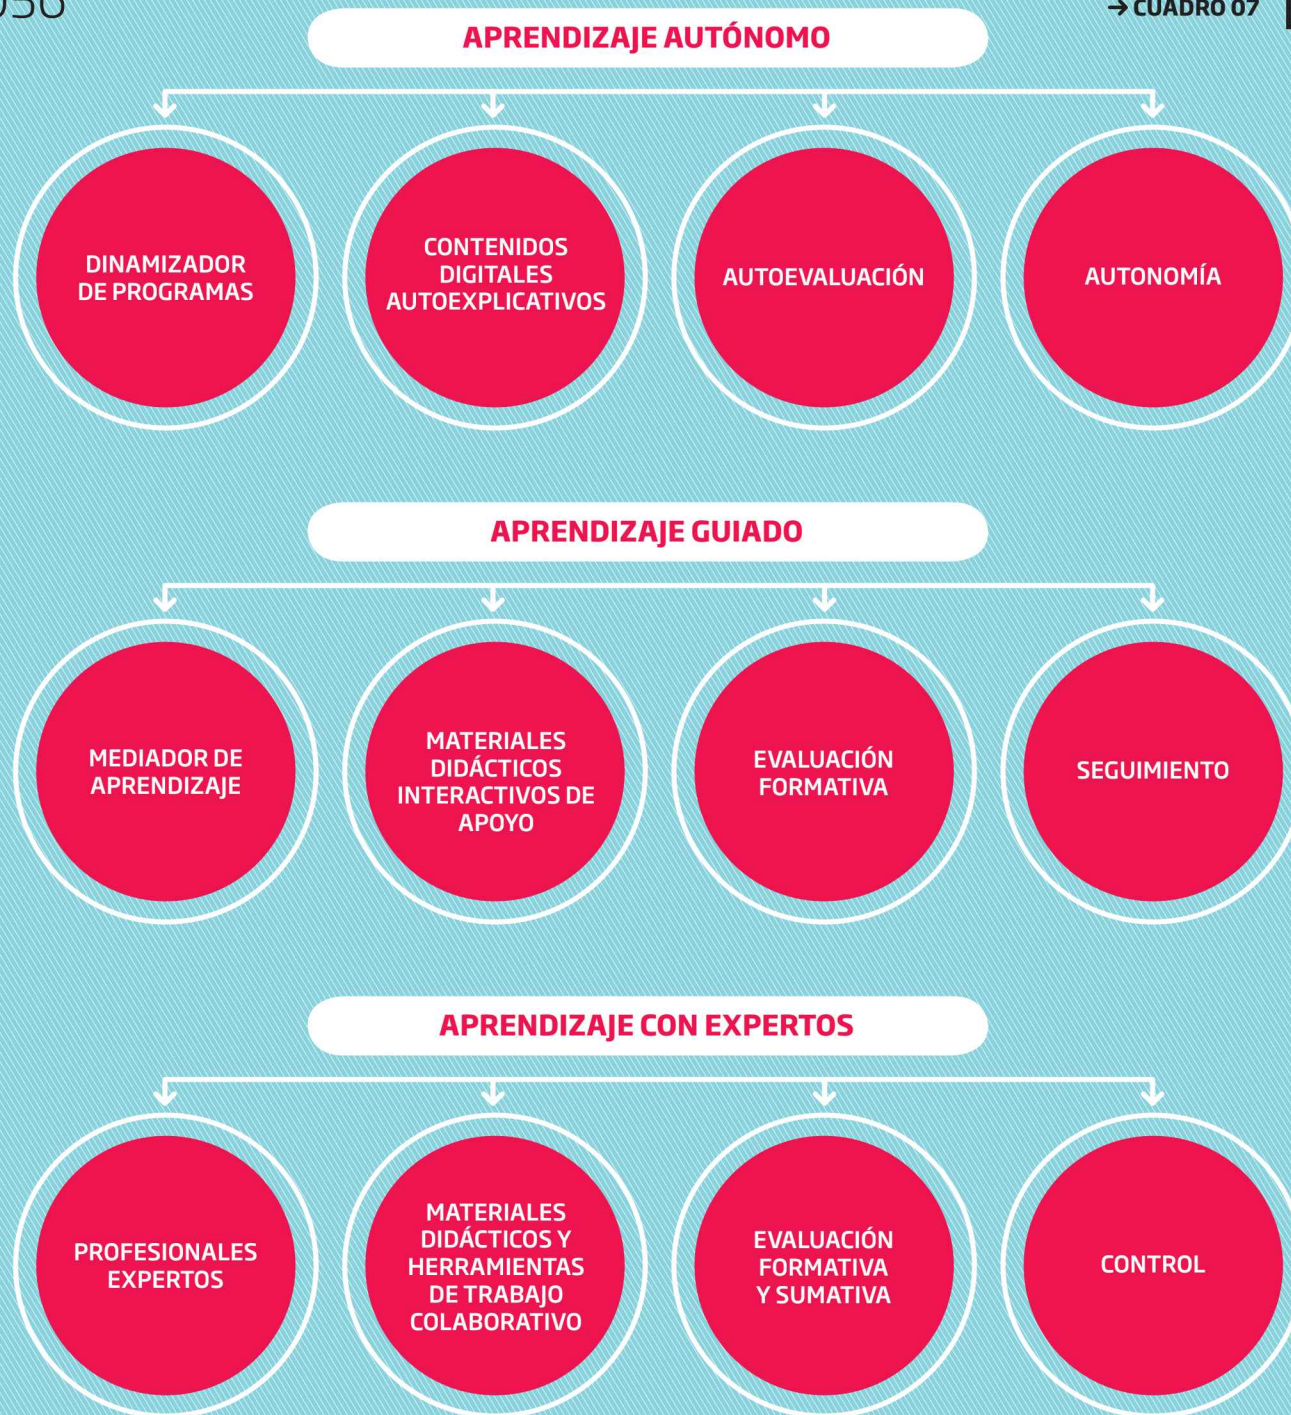 → CUADRO 07
APRENDIZAJE AUTÓNOMO
DINAMIZADOR
DE PROGRAMAS
CONTENIDOS
DIGITALES
AUTOEXPLICATIVOS
AUTOEVALUACIÓN
AUTONOMÍA
APRENDIZAJE GUIADO
MEDIADOR DE
APRENDIZAJE
MATERIALES
DIDÁCTICOS
INTERACTIVOS DE
APOYO
EVALUACIÓN
FORMATIVA
SEGUIMIENTO
APRENDIZAJE CON EXPERTOS
PROFESIONALES
EXPERTOS
MATERIALES
DIDÁCTICOS Y
HERRAMIENTAS
DE TRABAJO
COLABORATIVO
EVALUACIÓN
FORMATIVA
Y SUMATIVA
CONTROL